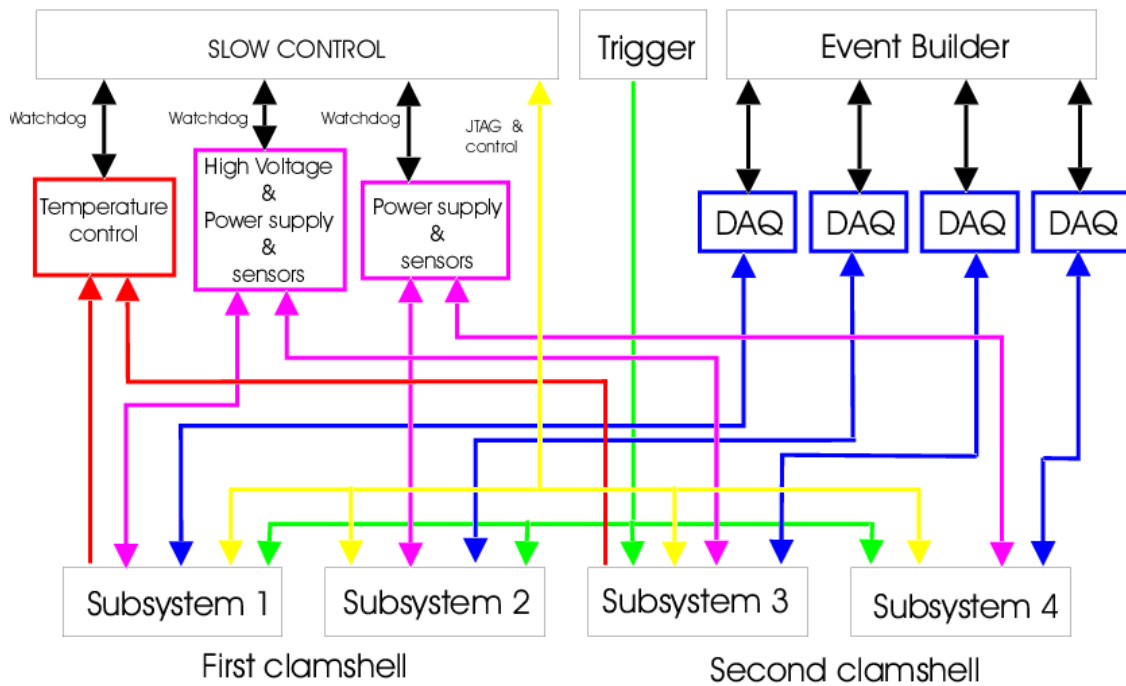 SLOW CONTROL
Trigger
Event Builder
Watchdog
Watchdog
Watchdog
JTAG &
control
Temperature
control
High Voltage
&
Power supply
&
sensors
Power supply
&
sensors
DAQ
DAQ
DAQ
DAQ
Subsystem 1
Subsystem 2
Subsystem 3
Subsystem 4
First clamshell
Second clamshell